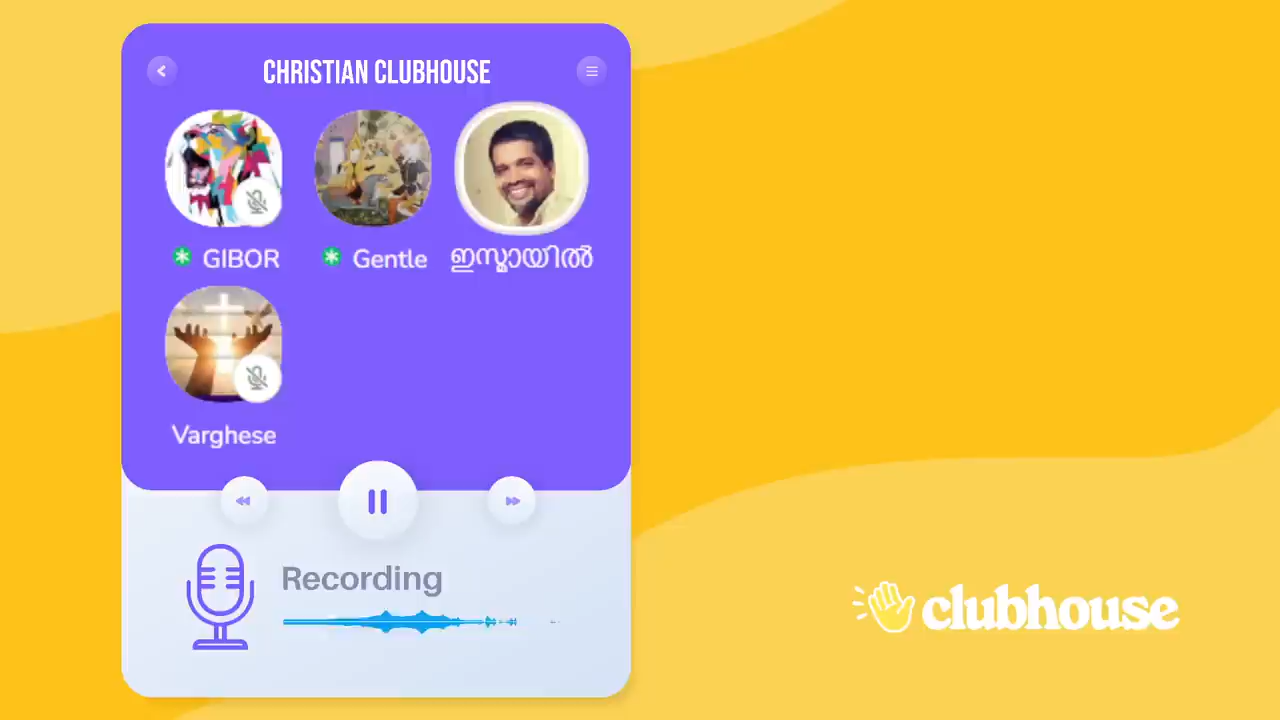 CHRISTIAN CLUBHOUSE
GIBOR
Gentle
ഇസ്മായിൽ
Varghese
Recording
clubhouse